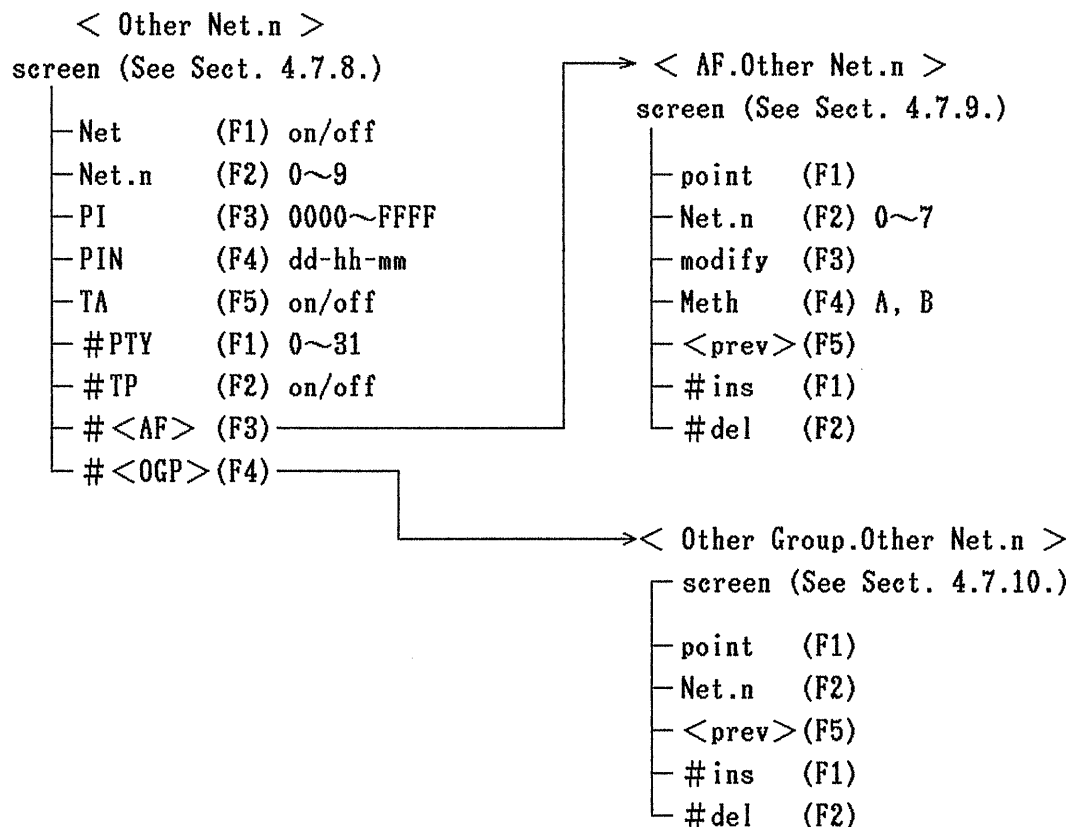 < Other Net.n >
screen (See Sect. 4.7.8.)
Net (F1) on/off
Net.n (F2) 0～9
PI (F3) 0000～FFFF
PIN (F4) dd-hh-mm
TA (F5) on/off
#PTY (F1) 0～31
#TP (F2) on/off
#<AF> (F3)
#<OGP> (F4)
< AF.Other Net.n >
screen (See Sect. 4.7.9.)
point (F1)
Net.n (F2) 0～7
modify (F3)
Meth (F4) A, B
<prev> (F5)
#ins (F1)
#del (F2)
< Other Group.Other Net.n >
screen (See Sect. 4.7.10.)
point (F1)
Net.n (F2)
<prev> (F5)
#ins (F1)
#del (F2)